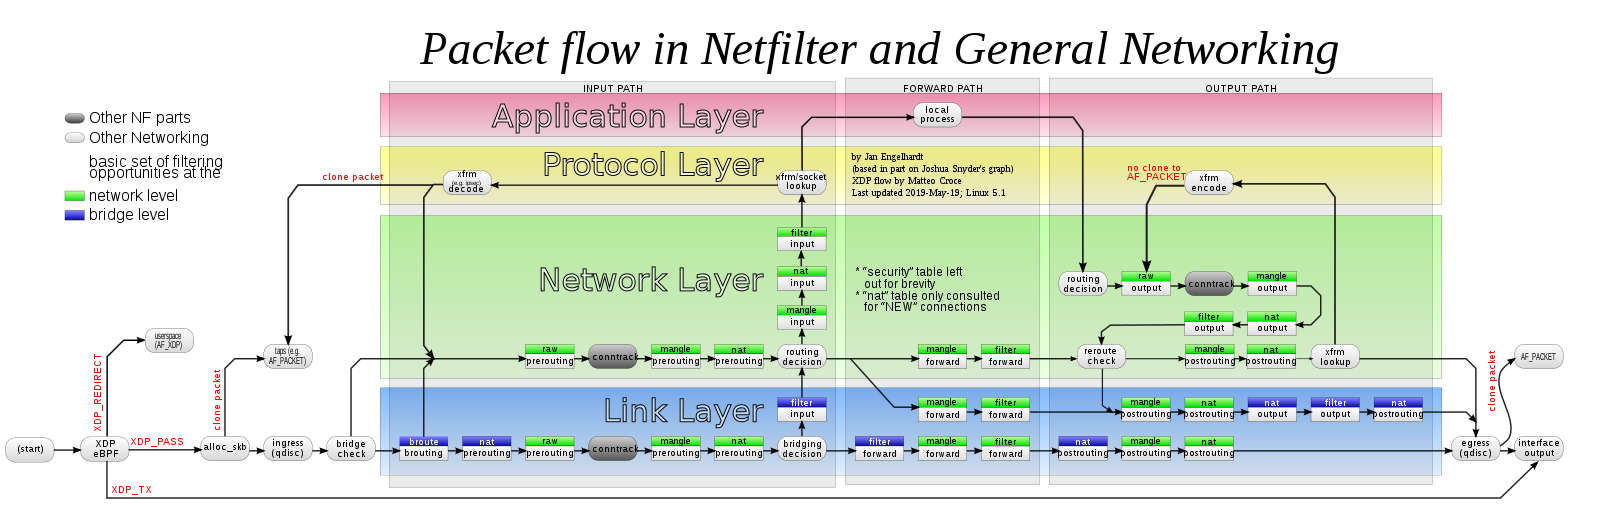 Packet flow in Netfilter and General Networking
INPUT PATH
FORWARD PATH
OUTPUT PATH
Other NF parts
Other Networking
basic set of filtering
opportunities at the
network level
bridge level
Application Layer
local
process
Protocol Layer
clone packet
xfrm
(e.g. ipsec)
decode
xfrm/socket
lookup
by Jan Engelhardt
(based in part on Joshua Snyder's graph)
XDP flow by Matteo Croce
Last updated 2019-May-19; Linux 5.1
no clone to
AF_PACKET
xfrm
encode
Network Layer
filter
input
nat
input
mangle
input
* “security” table left
out for brevity
* “nat” table only consulted
for “NEW” connections
routing
decision
raw
output
conntrack
mangle
output
filter
output
nat
output
userspace
(AF_XDP)
taps (e.g.
AF_PACKET)
raw
prerouting
conntrack
mangle
prerouting
nat
prerouting
routing
decision
mangle
forward
filter
forward
reroute
check
mangle
postrouting
nat
postrouting
xfrm
lookup
AF_PACKET
XDP_REDIRECT
clone packet
clone packet
Link Layer
filter
input
mangle
forward
filter
forward
mangle
postrouting
nat
postrouting
nat
output
filter
output
nat
postrouting
(start)
XDP
eBPF
XDP_PASS
alloc_skb
ingress
(qdisc)
bridge
check
broute
brouting
nat
prerouting
raw
prerouting
conntrack
mangle
prerouting
nat
prerouting
bridging
decision
filter
forward
mangle
forward
filter
forward
nat
postrouting
mangle
postrouting
nat
postrouting
egress
(qdisc)
interface
output
XDP_TX